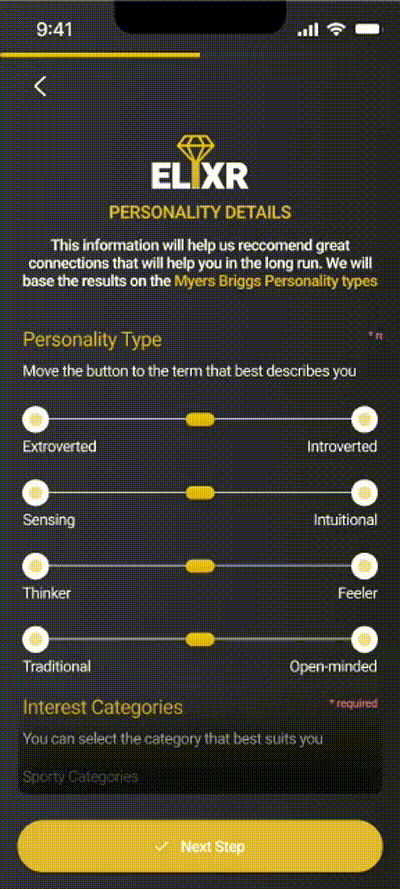 9:41
ELIXR
PERSONALITY DETAILS
This information will help us reccomend great
connections that will help you in the long run. We will
base the results on the Myers Briggs Personality types
Personality Type
Move the button to the term that best describes you
Extroverted Introverted
Sensing Intuitional
Thinker Feeler
Traditional Open-minded
Interest Categories * required
You can select the category that best suits you
Sporty Categories
Next Step